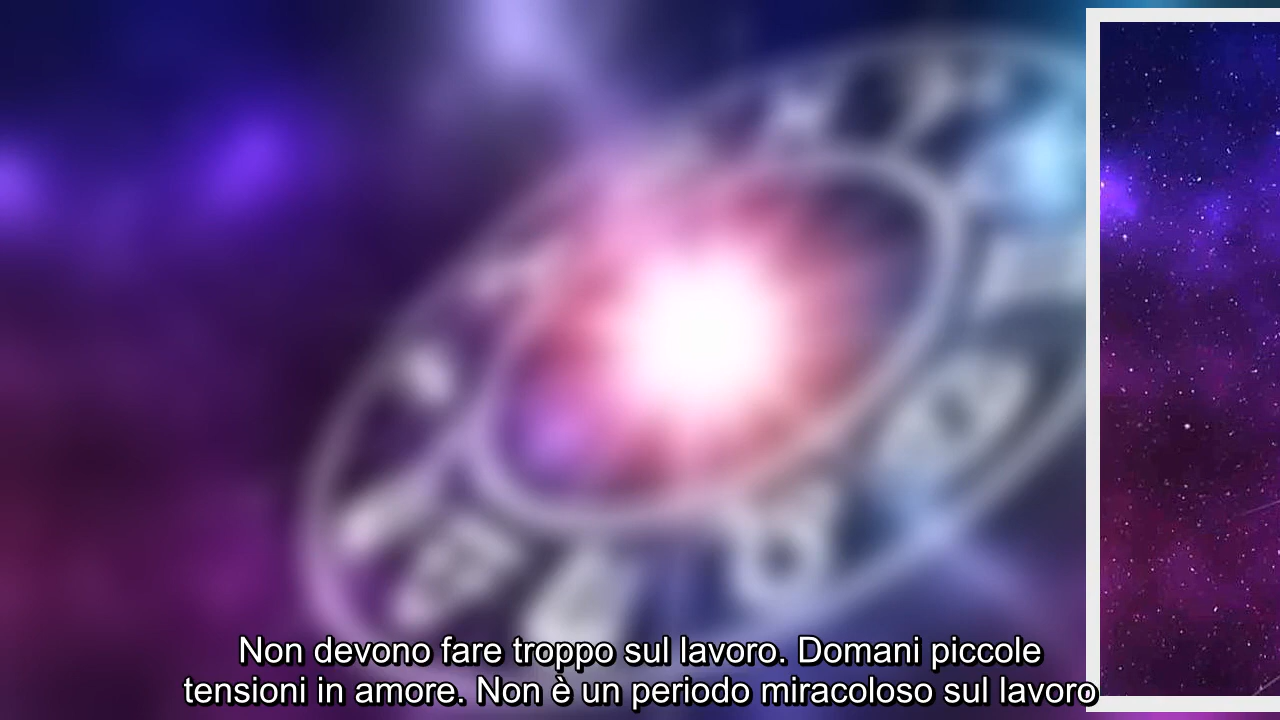 Non devono fare troppo sul lavoro. Domani piccole
tensioni in amore. Non è un periodo miracoloso sul lavoro